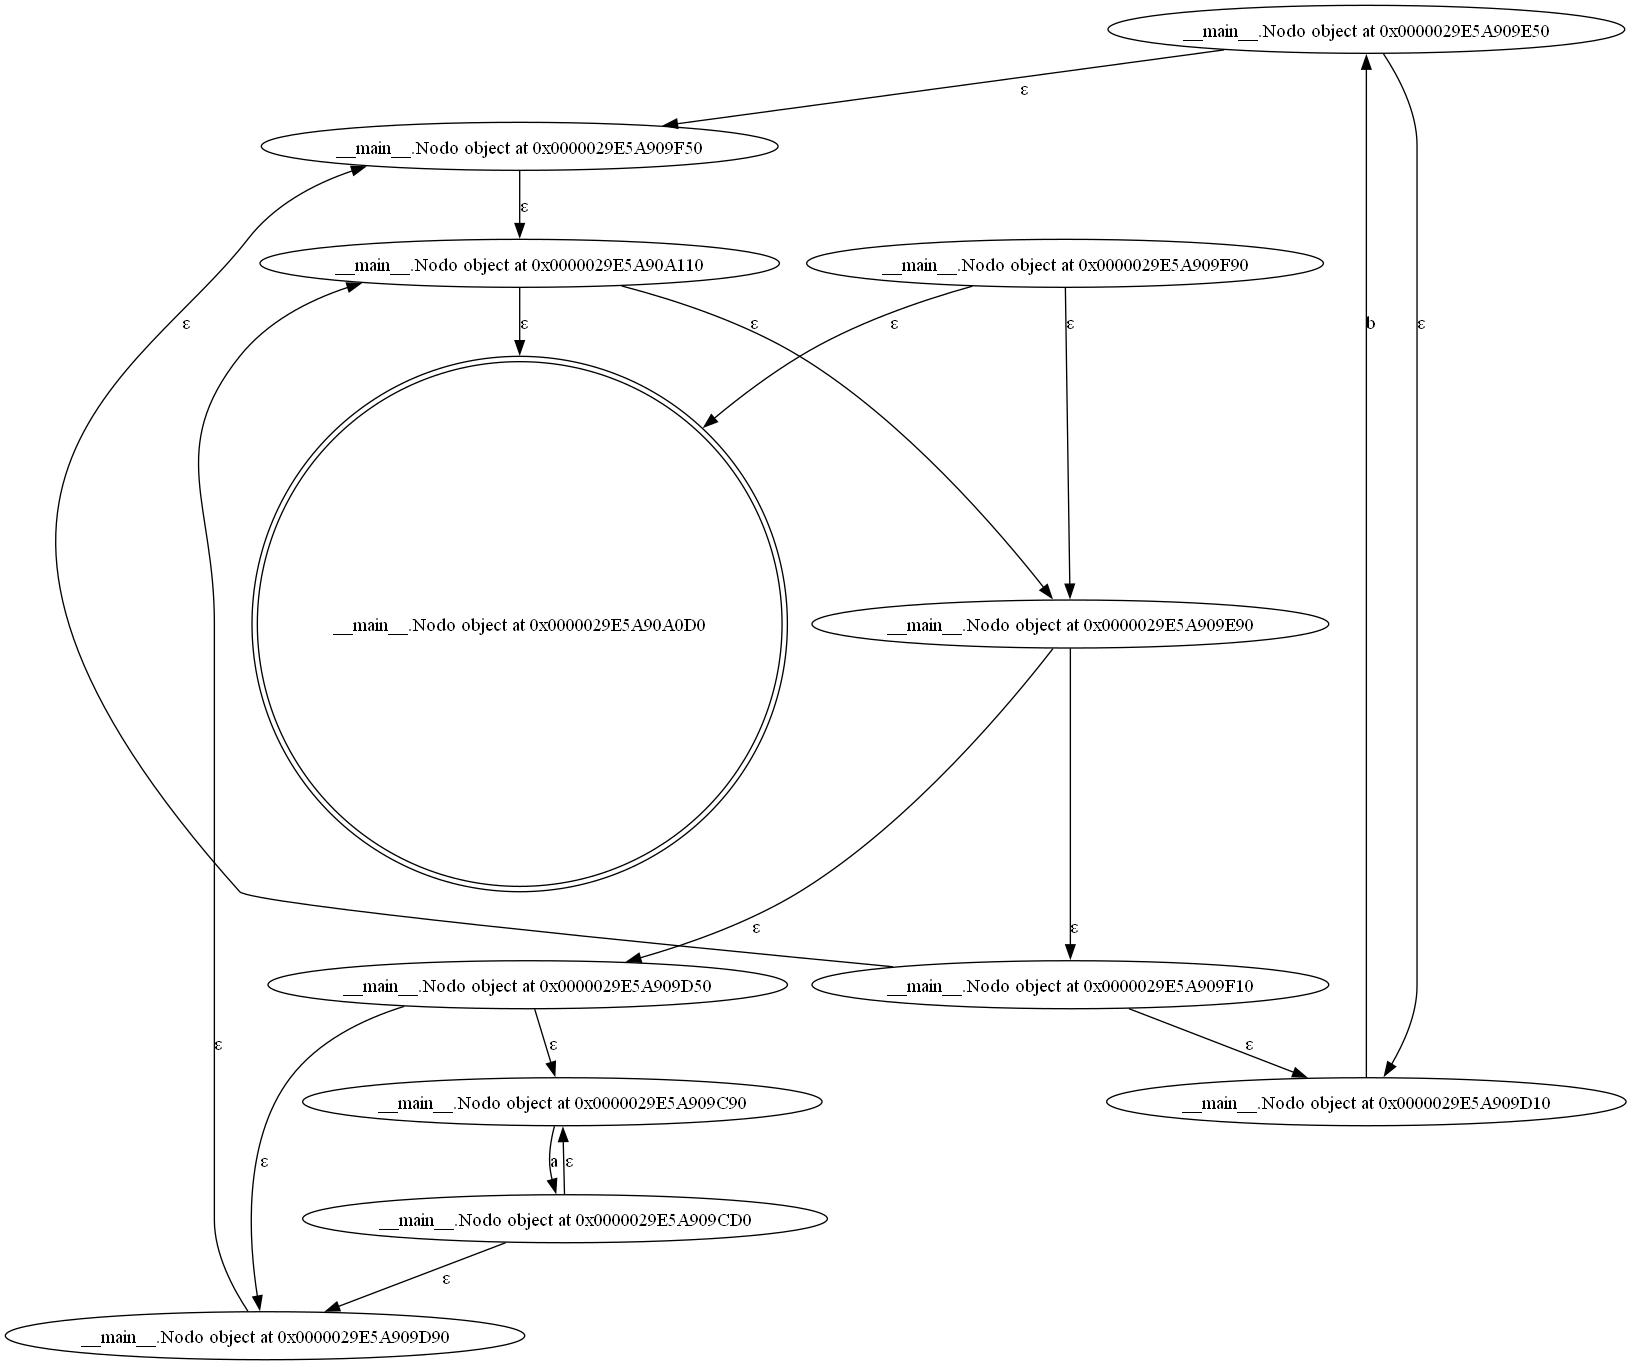 __main__.Nodo object at 0x0000029E5A909E50
ε
__main__.Nodo object at 0x0000029E5A909F50
ε
__main__.Nodo object at 0x0000029E5A90A110
__main__.Nodo object at 0x0000029E5A909F90
ε
ε
ε
ε
ε
b
ε
__main__.Nodo object at 0x0000029E5A90A0D0
__main__.Nodo object at 0x0000029E5A909E90
ε
ε
__main__.Nodo object at 0x0000029E5A909D50
__main__.Nodo object at 0x0000029E5A909F10
ε
ε
ε
__main__.Nodo object at 0x0000029E5A909C90
__main__.Nodo object at 0x0000029E5A909D10
ε
a
ε
__main__.Nodo object at 0x0000029E5A909CD0
ε
__main__.Nodo object at 0x0000029E5A909D90